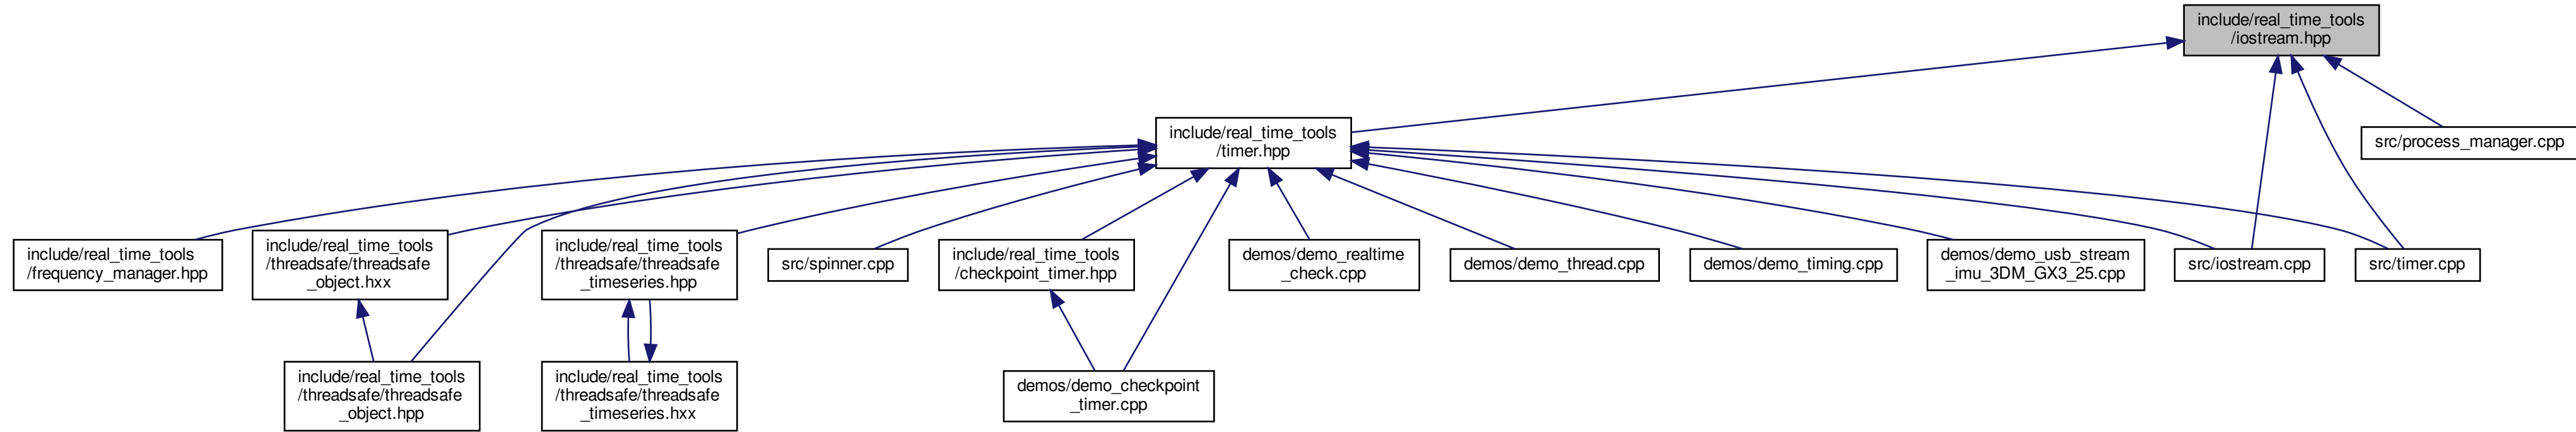 include/real_time_tools
/iostream.hpp
include/real_time_tools
/timer.hpp
src/process_manager.cpp
include/real_time_tools
/frequency_manager.hpp
include/real_time_tools
/threadsafe/threadsafe
_object.hxx
include/real_time_tools
/threadsafe/threadsafe
_timeseries.hpp
src/spinner.cpp
include/real_time_tools
/checkpoint_timer.hpp
demos/demo_realtime
_check.cpp
demos/demo_thread.cpp
demos/demo_timing.cpp
demos/demo_usb_stream
_imu_3DM_GX3_25.cpp
src/iostream.cpp
src/timer.cpp
include/real_time_tools
/threadsafe/threadsafe
_object.hpp
include/real_time_tools
/threadsafe/threadsafe
_timeseries.hxx
demos/demo_checkpoint
_timer.cpp